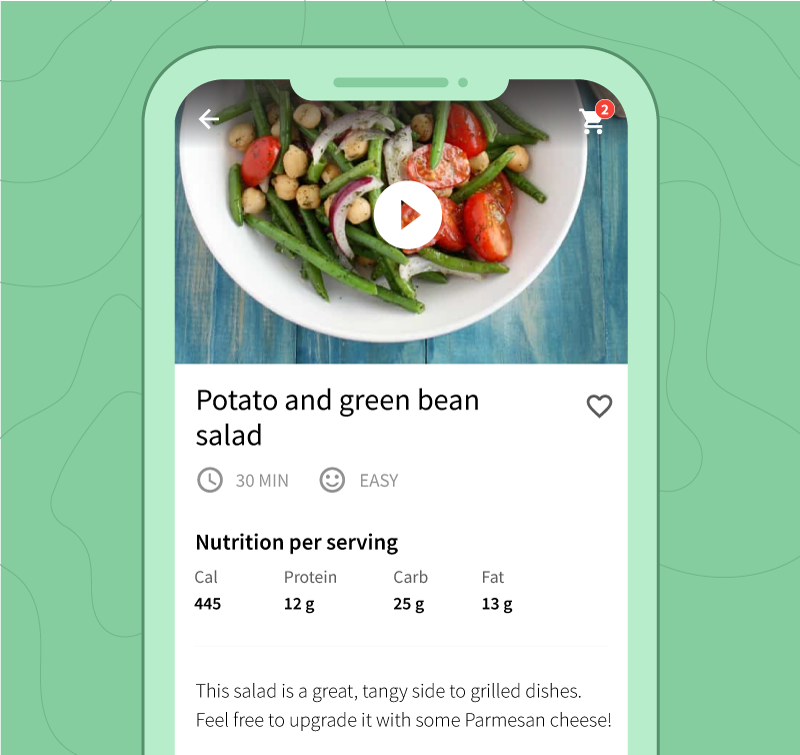 2
Potato and green bean
salad
30 MIN EASY
Nutrition per serving
Cal Protein Carb Fat
445 12 g 25 g 13 g
This salad is a great, tangy side to grilled dishes.
Feel free to upgrade it with some Parmesan cheese!